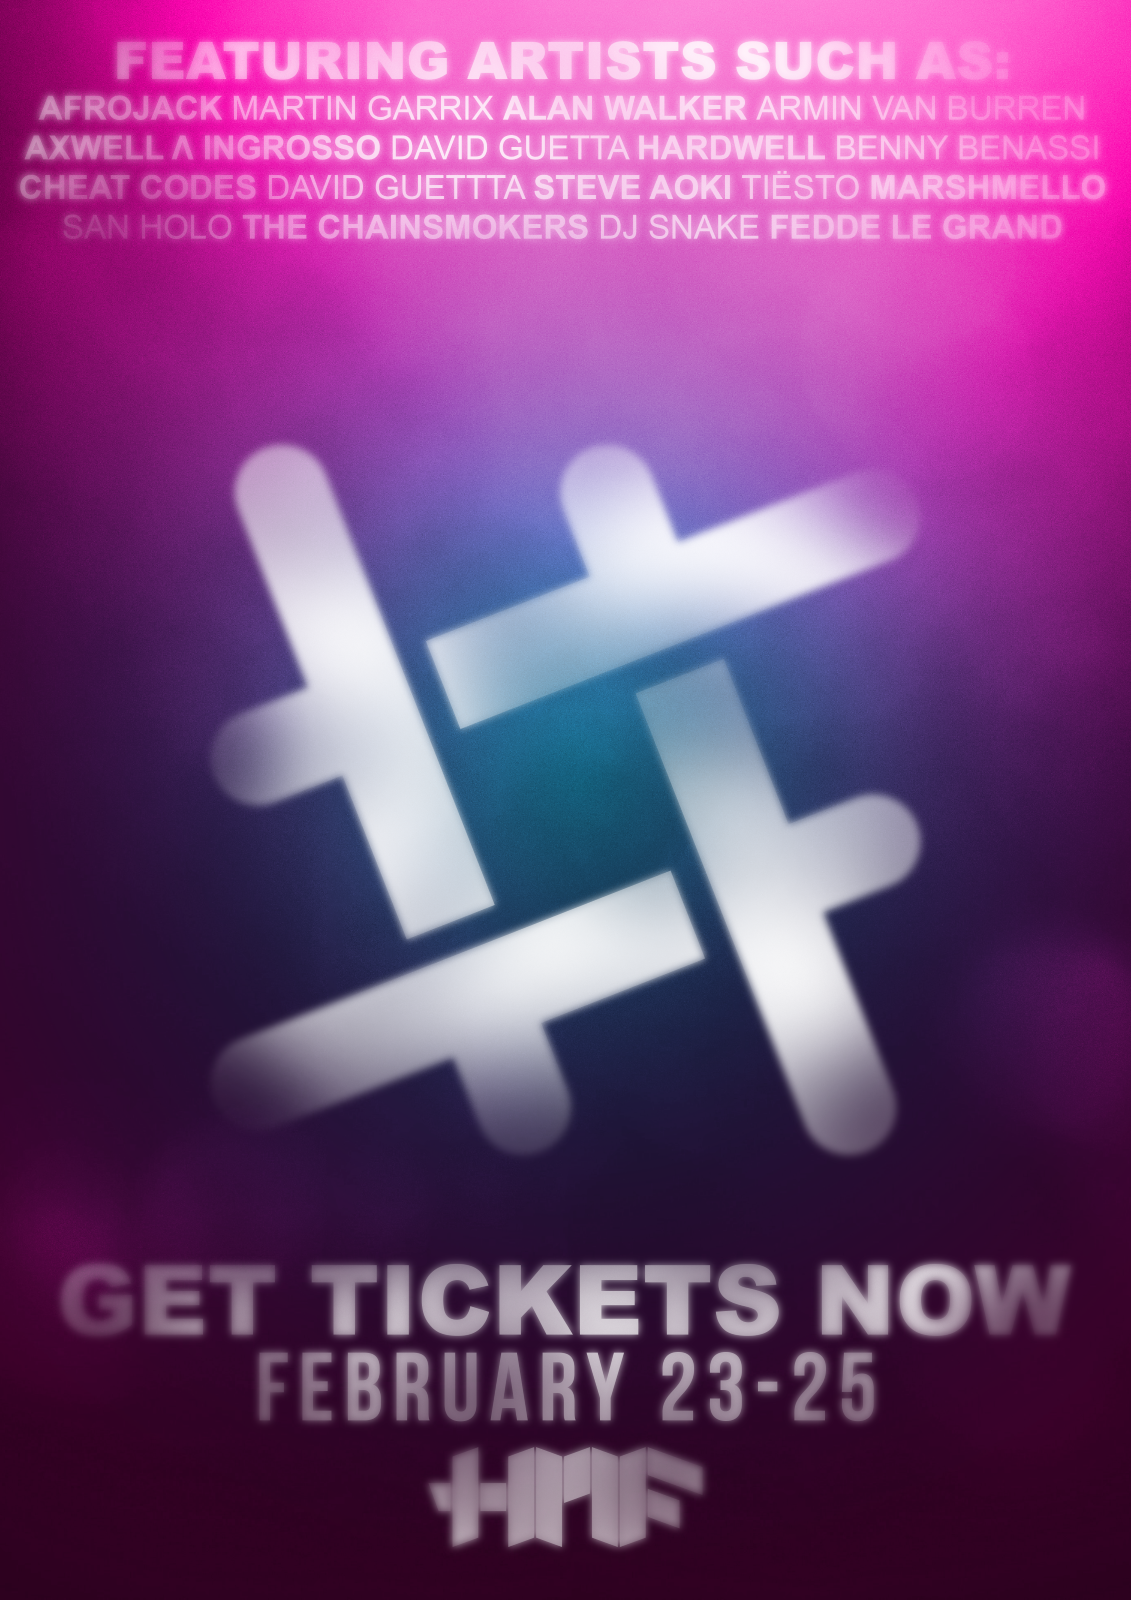 FEATURING ARTISTS SUCH AS:
AFROJACK MARTIN GARRIX ALAN WALKER ARMIN VAN BURREN
AXWELL Λ INGROSSO DAVID GUETTA HARDWELL BENNY BENASSI
CHEAT CODES DAVID GUETTTA STEVE AOKI TIËSTO MARSHMELLO
SAN HOLO THE CHAINSMOKERS DJ SNAKE FEDDE LE GRAND
GET TICKETS NOW
FEBRUARY 23-25
HMF